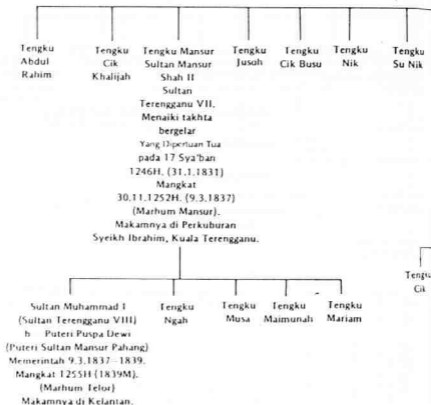 Tengku
Abdul
Rahim
Tengku
Cik
Khalijah
Tengku Mansur
Sultan Mansur
Shah II
Sultan
Terengganu VII.
Menaiki takhta
bergelar
Yang Dipertuan Tua
pada 17 Sya'ban
1246H. (31.1.1831)
Mangkat
30.11.1252H. (9.3.1837)
(Marhum Mansur).
Makamnya di Perkuburan
Syeikh Ibrahim, Kuala Terengganu.
Tengku
Jusoh
Tengku
Cik Busu
Tengku
Nik
Tengku
Su Nik
Tengku
Cik
Sultan Muhammad I
(Sultan Terengganu VIII)
h Puteri Puspa Dewi
(Puteri Sultan Mansur Pahang)
Memerintah 9.3.1837–1839.
Mangkat 1255H (1839M).
(Marhum Telor)
Makamnya di Kelantan.
Tengku
Ngah
Tengku
Musa
Tengku
Maimunah
Tengku
Mariam